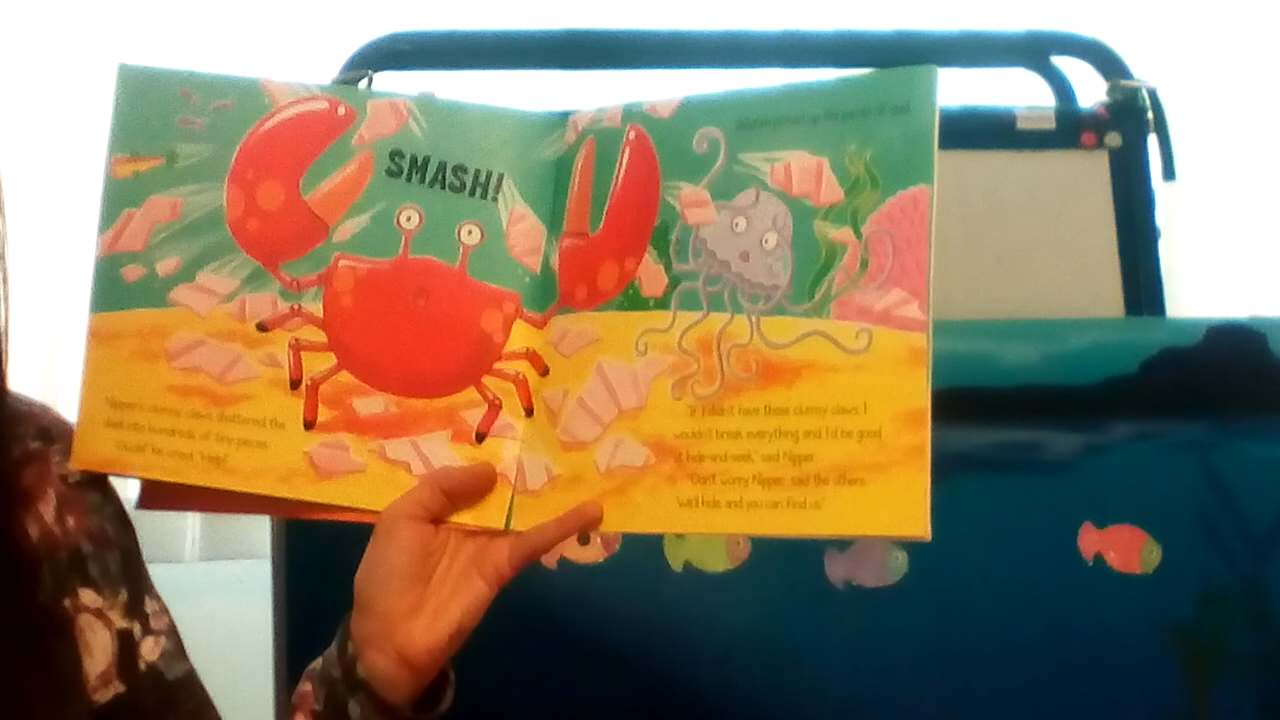 SMASH!
Nipper's clumsy claws shattered the
shell into hundreds of tiny pieces.
he cried.
"If I didn't have these clumsy claws, I
wouldn't break everything and I'd be good
at hide-and-seek," said Nipper.
"Don't worry, Nipper," said the others.
"We'll hide and you can find us."